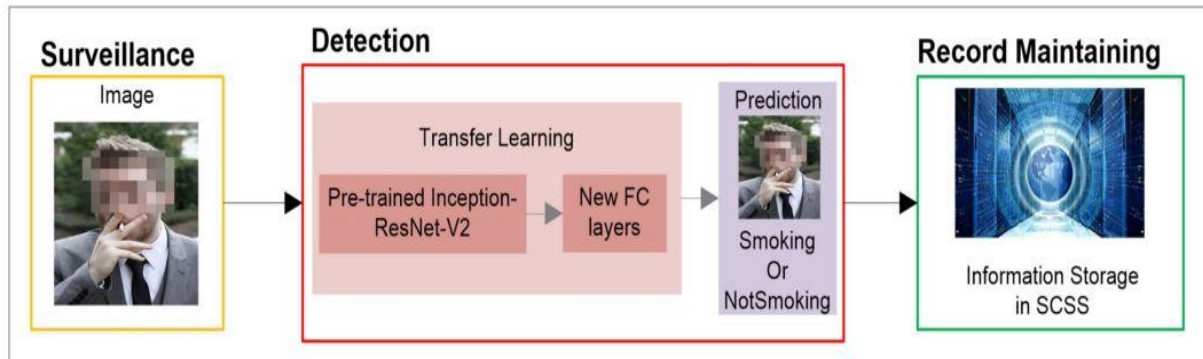 Surveillance
Image
Detection
Transfer Learning
Pre-trained Inception-
ResNet-V2
New FC
layers
Prediction
Smoking
Or
NotSmoking
Record Maintaining
Information Storage
in SCSS